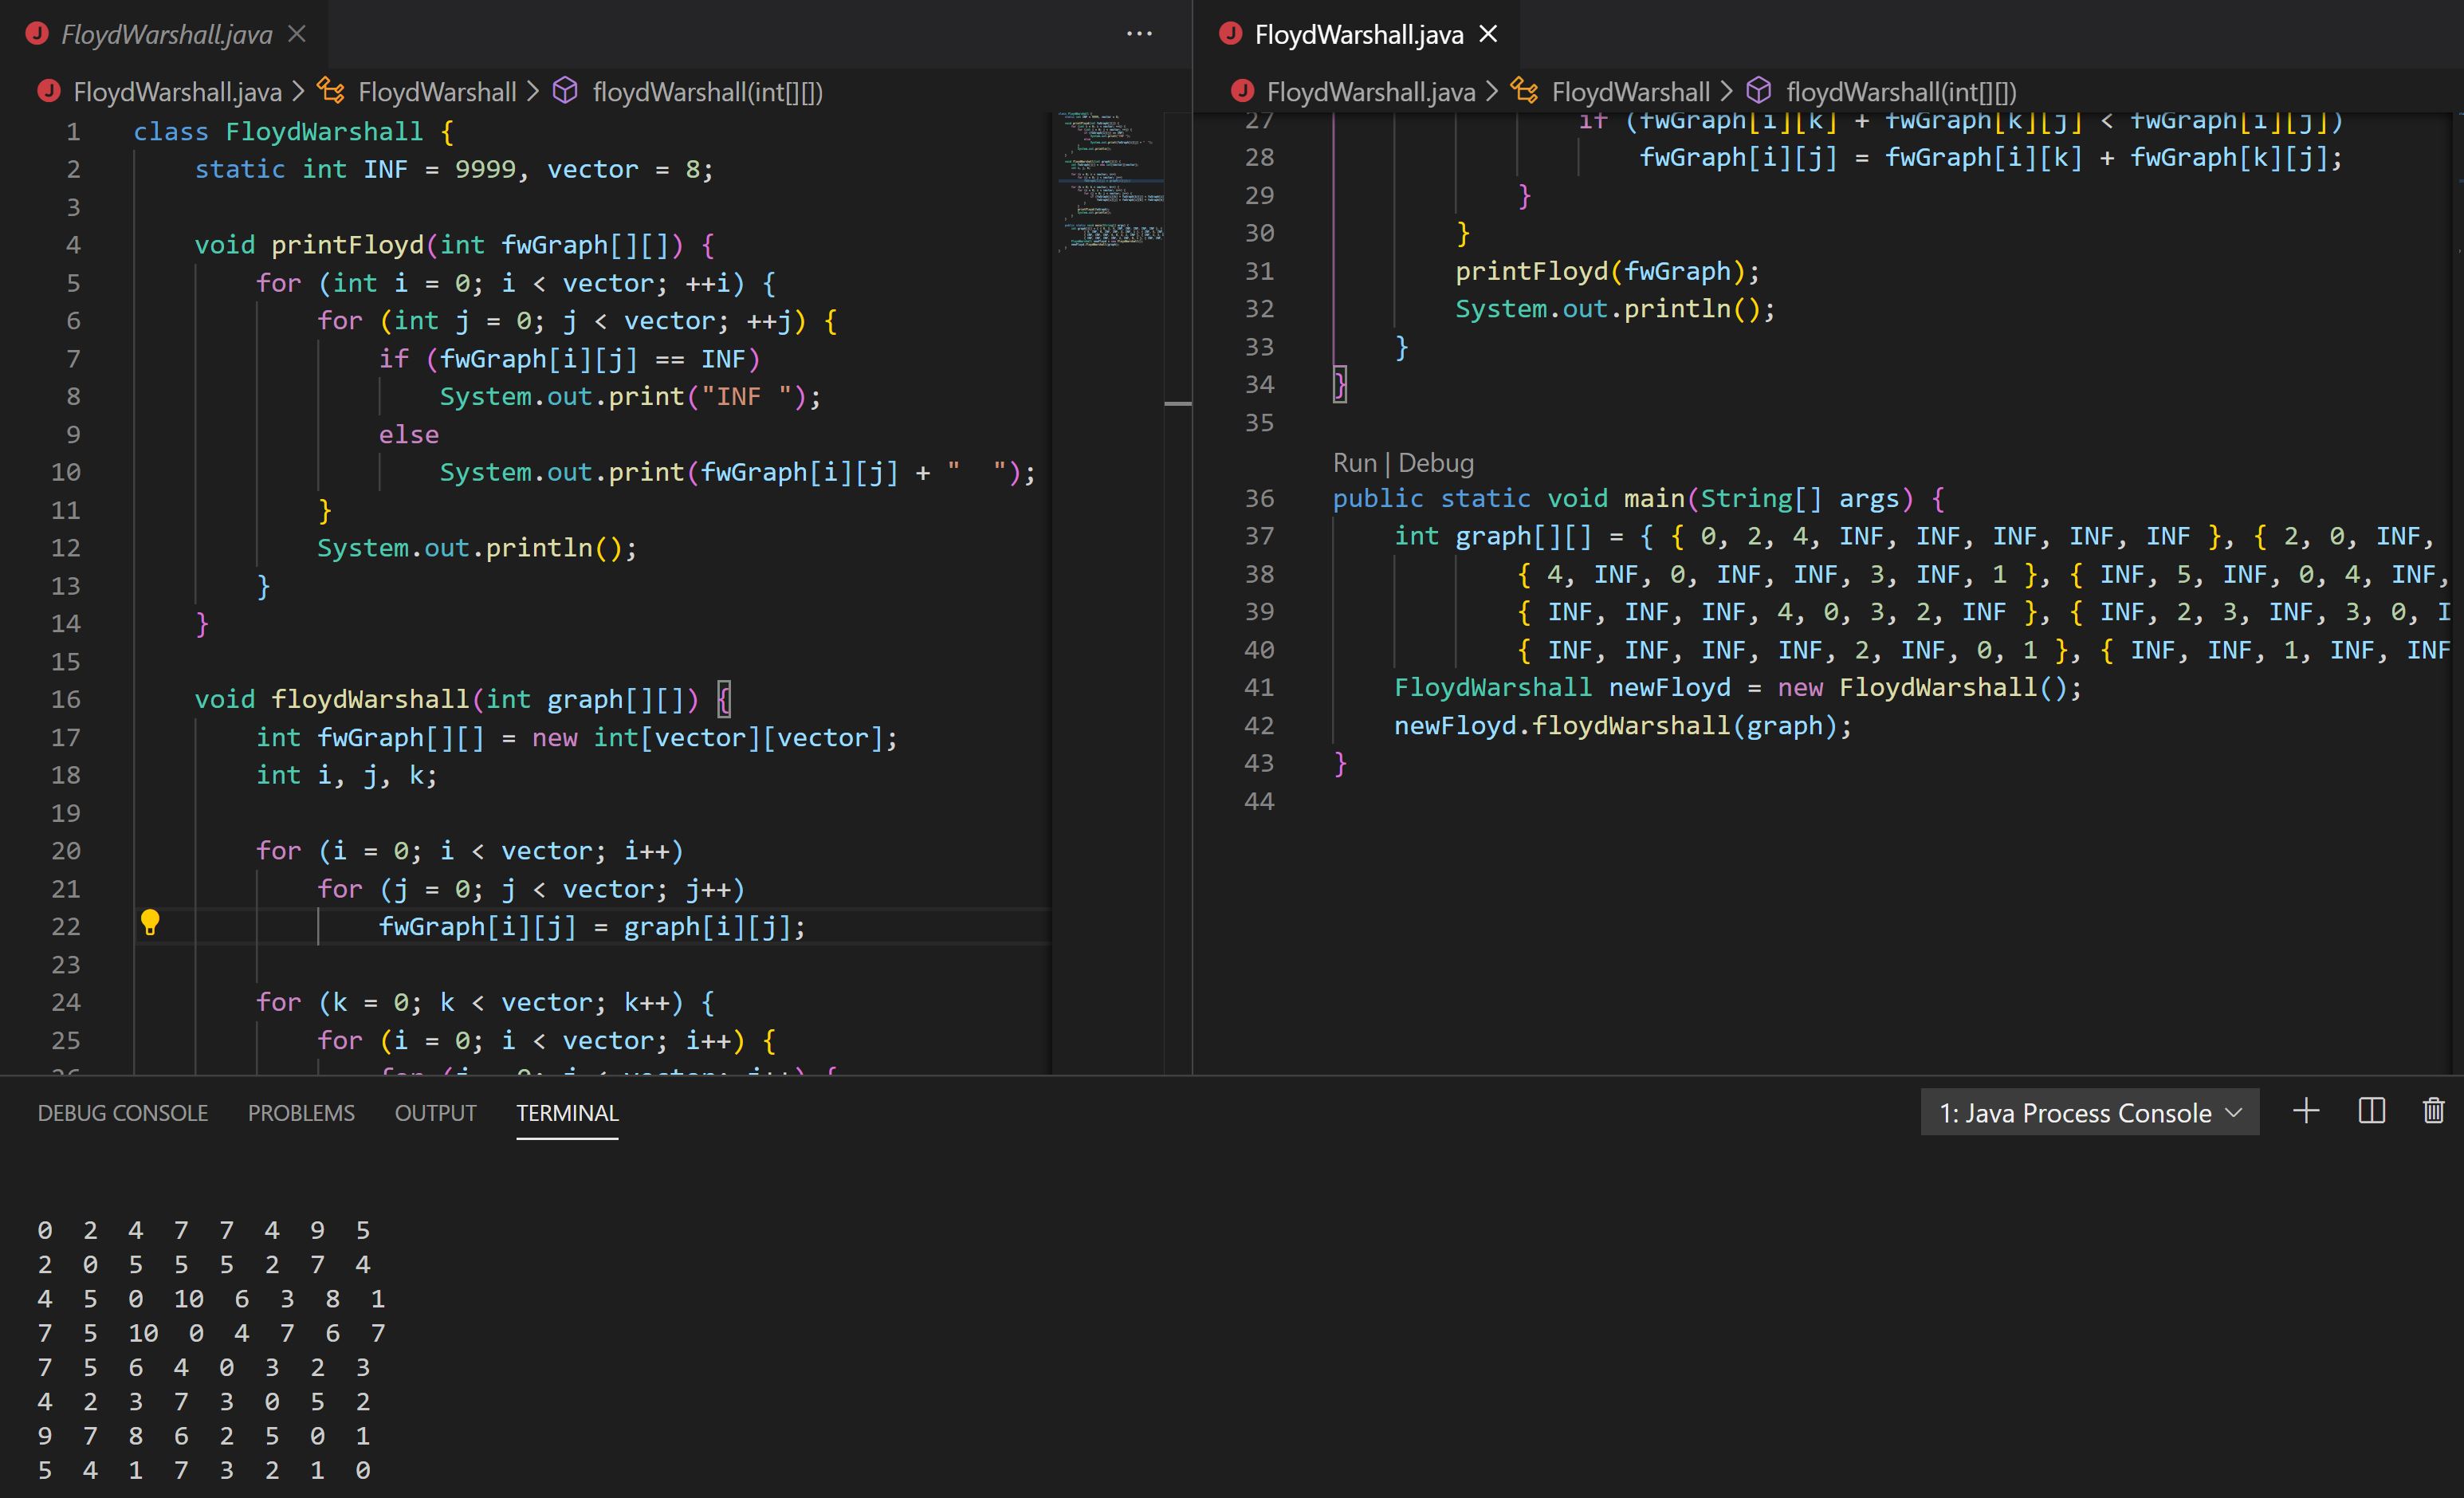 FloydWarshall.java
FloydWarshall.java > FloydWarshall > floydWarshall(int[][])
1 class FloydWarshall {
2     static int INF = 9999, vector = 8;
3
4     void printFloyd(int fwGraph[][]) {
5         for (int i = 0; i < vector; ++i) {
6             for (int j = 0; j < vector; ++j) {
7                 if (fwGraph[i][j] == INF)
8                     System.out.print("INF ");
9                 else
10                     System.out.print(fwGraph[i][j] + "  ");
11             }
12             System.out.println();
13         }
14     }
15
16     void floydWarshall(int graph[][]) {
17         int fwGraph[][] = new int[vector][vector];
18         int i, j, k;
19
20         for (i = 0; i < vector; i++)
21             for (j = 0; j < vector; j++)
22                 fwGraph[i][j] = graph[i][j];
23
24         for (k = 0; k < vector; k++) {
25             for (i = 0; i < vector; i++) {
26                 for (j = 0; j < vector; j++) {
FloydWarshall.java
FloydWarshall.java > FloydWarshall > floydWarshall(int[][])
27                 if (fwGraph[i][k] + fwGraph[k][j] < fwGraph[i][j])
28                     fwGraph[i][j] = fwGraph[i][k] + fwGraph[k][j];
29             }
30         }
31         printFloyd(fwGraph);
32         System.out.println();
33     }
34 }
35
Run | Debug
36 public static void main(String[] args) {
37     int graph[][] = { { 0, 2, 4, INF, INF, INF, INF, INF }, { 2, 0, INF,
38             { 4, INF, 0, INF, INF, 3, INF, 1 }, { INF, 5, INF, 0, 4, INF,
39             { INF, INF, INF, 4, 0, 3, 2, INF }, { INF, 2, 3, INF, 3, 0, I
40             { INF, INF, INF, INF, 2, INF, 0, 1 }, { INF, INF, 1, INF, INF
41     FloydWarshall newFloyd = new FloydWarshall();
42     newFloyd.floydWarshall(graph);
43 }
44
DEBUG CONSOLE PROBLEMS OUTPUT TERMINAL
1: Java Process Console
0  2  4  7  7  4  9  5
2  0  5  5  5  2  7  4
4  5  0  10  6  3  8  1
7  5  10  0  4  7  6  7
7  5  6  4  0  3  2  3
4  2  3  7  3  0  5  2
9  7  8  6  2  5  0  1
5  4  1  7  3  2  1  0